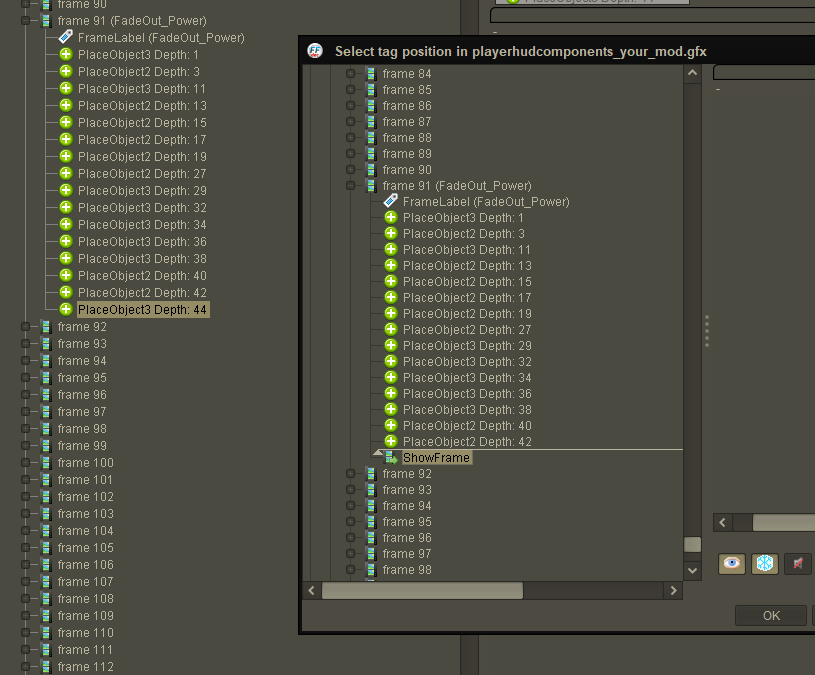 frame 90
frame 91 (FadeOut_Power)
FrameLabel (FadeOut_Power)
PlaceObject3 Depth: 1
PlaceObject2 Depth: 3
PlaceObject3 Depth: 11
PlaceObject2 Depth: 13
PlaceObject2 Depth: 15
PlaceObject2 Depth: 17
PlaceObject2 Depth: 19
PlaceObject2 Depth: 27
PlaceObject3 Depth: 29
PlaceObject3 Depth: 32
PlaceObject3 Depth: 34
PlaceObject3 Depth: 36
PlaceObject3 Depth: 38
PlaceObject2 Depth: 40
PlaceObject2 Depth: 42
PlaceObject3 Depth: 44
frame 92
frame 93
frame 94
frame 95
frame 96
frame 97
frame 98
frame 99
frame 100
frame 101
frame 102
frame 103
frame 104
frame 105
frame 106
frame 107
frame 108
frame 109
frame 110
frame 111
frame 112
FF Select tag position in playerhudcomponents_your_mod.gfx
frame 84
frame 85
frame 86
frame 87
frame 88
frame 89
frame 90
frame 91 (FadeOut_Power)
FrameLabel (FadeOut_Power)
PlaceObject3 Depth: 1
PlaceObject2 Depth: 3
PlaceObject3 Depth: 11
PlaceObject2 Depth: 13
PlaceObject2 Depth: 15
PlaceObject2 Depth: 17
PlaceObject2 Depth: 19
PlaceObject2 Depth: 27
PlaceObject3 Depth: 29
PlaceObject3 Depth: 32
PlaceObject3 Depth: 34
PlaceObject3 Depth: 36
PlaceObject3 Depth: 38
PlaceObject2 Depth: 40
PlaceObject2 Depth: 42
ShowFrame
frame 92
frame 93
frame 94
frame 95
frame 96
frame 97
frame 98
OK